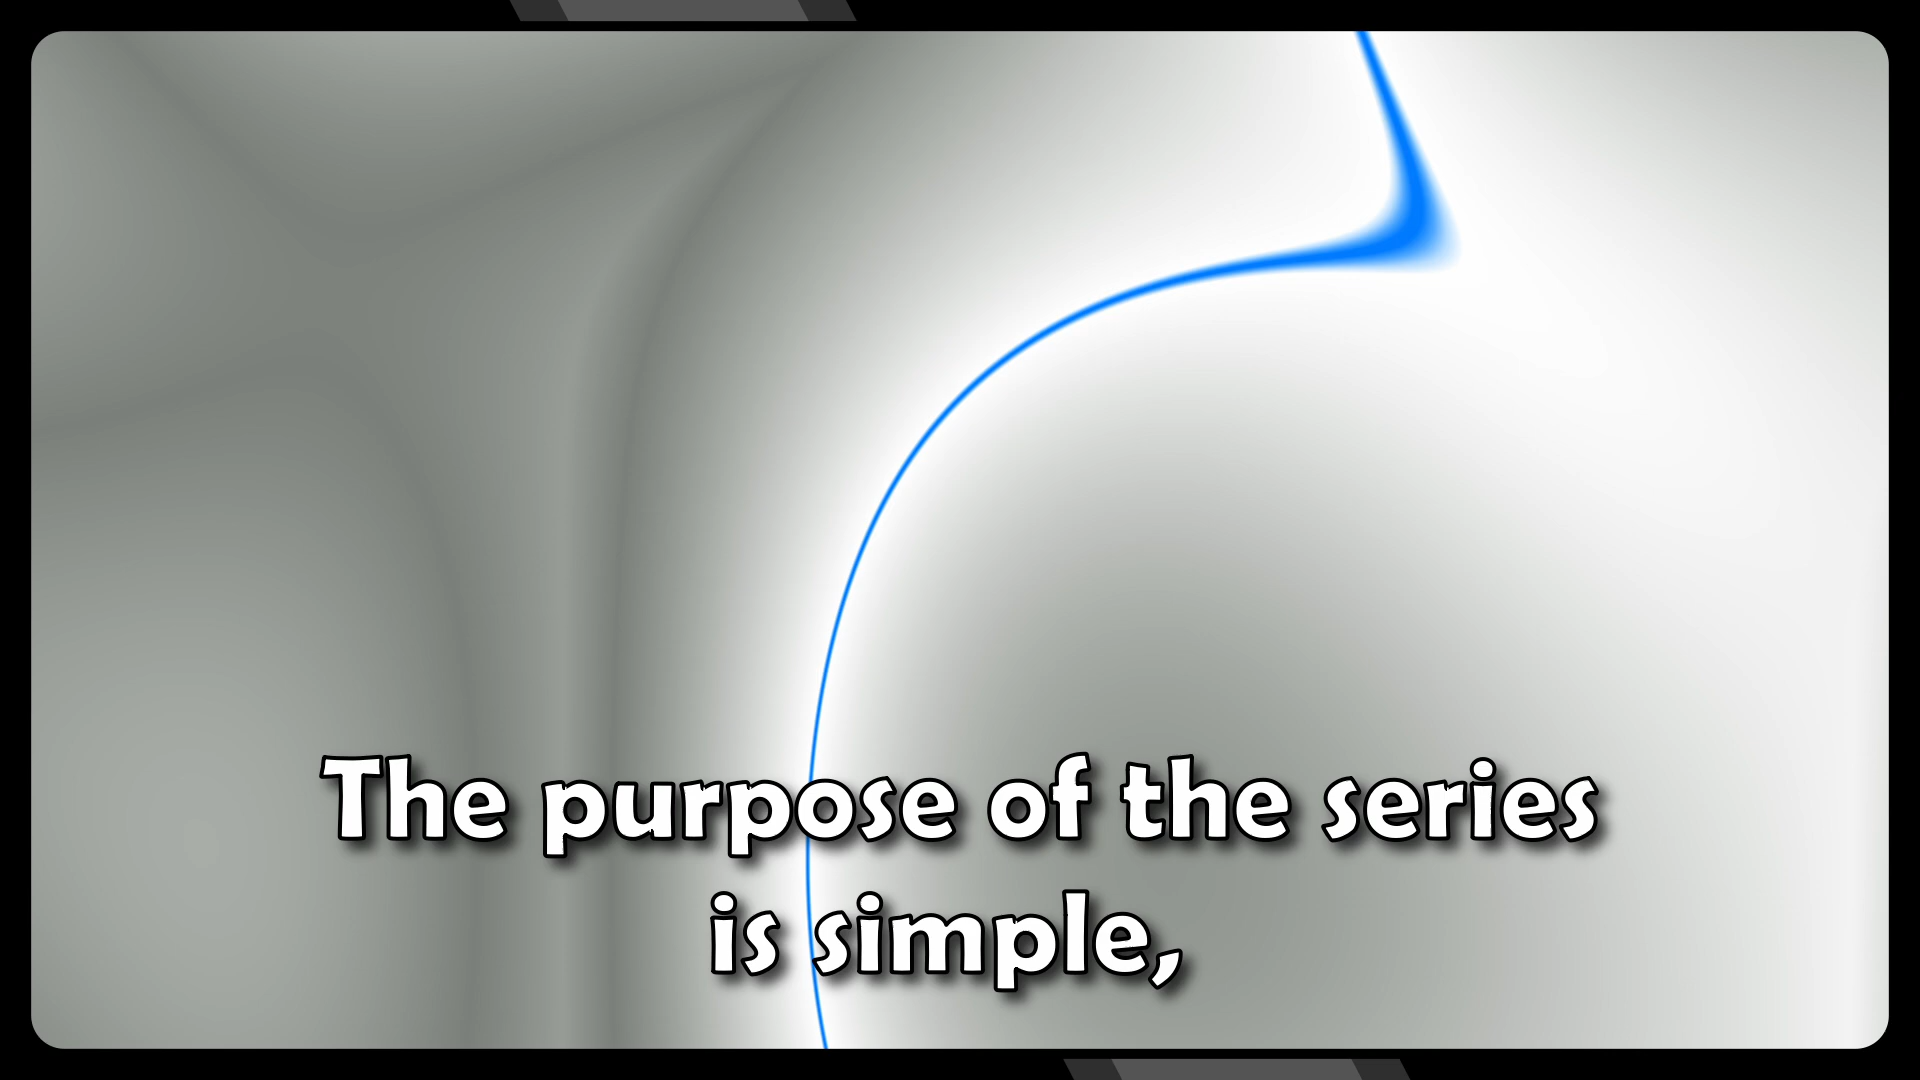 The purpose of the series
is simple,